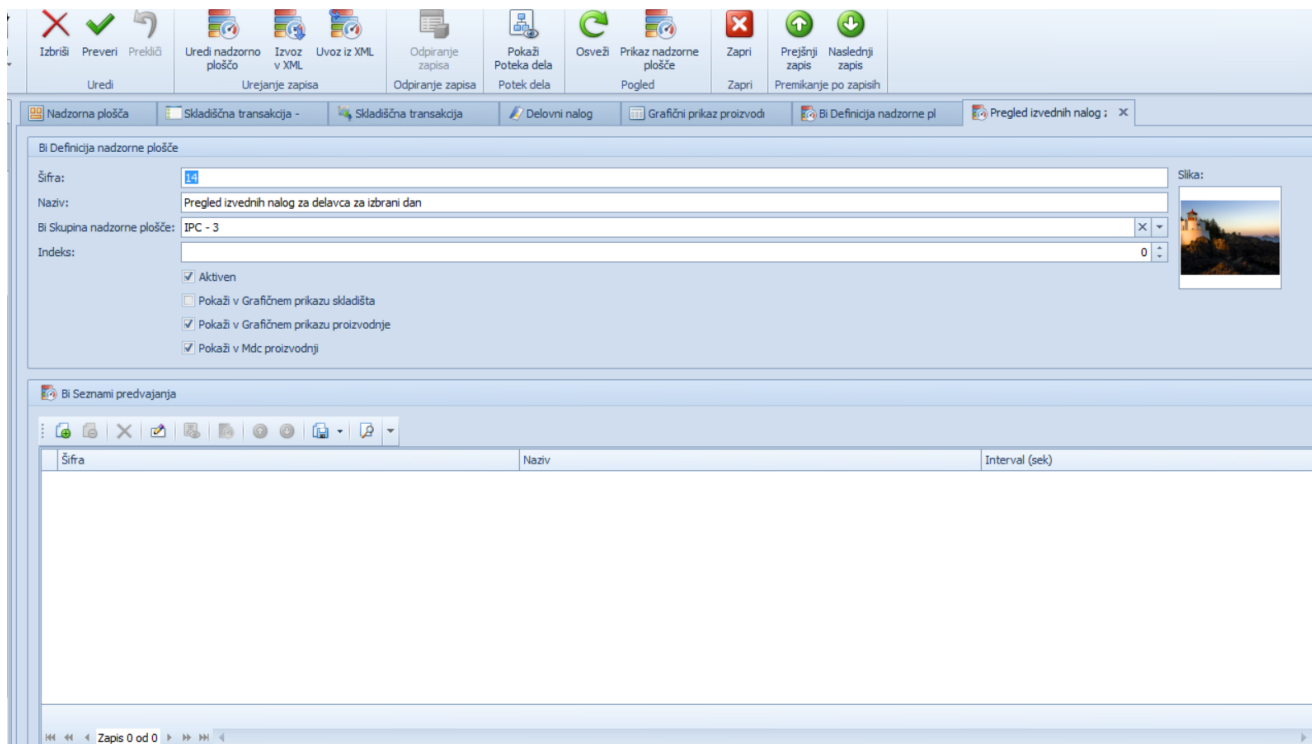 Izbriši Preveri Prekliči Uredi nadzorno ploščo Izvoz v XML Uvoz iz XML Odpiranje zapisa Pokaži Poteka dela Osveži Prikaz nadzorne plošče Zapri Prejšnji zapis Naslednji zapis
Uredi Urejanje zapisa Odpiranje zapisa Potek dela Pogled Zapri Premikanje po zapisih
Nadzorna plošča Skladiščna transakcija - Skladiščna transakcija Delovni nalog Grafični prikaz proizvodi Bi Definicija nadzorne pl Pregled izvednih nalog z
Bi Definicija nadzorne plošče
Šifra: 14 Slika:
Naziv: Pregled izvednih nalog za delavca za izbrani dan
Bi Skupina nadzorne plošče: IPC - 3
Indeks: 0
Aktiven
Pokaži v Grafičnem prikazu skladišta
Pokaži v Grafičnem prikazu proizvodnje
Pokaži v Mdc proizvodnji
Bi Seznami predvajanja
Šifra Naziv Interval (sek)
Zapis 0 od 0